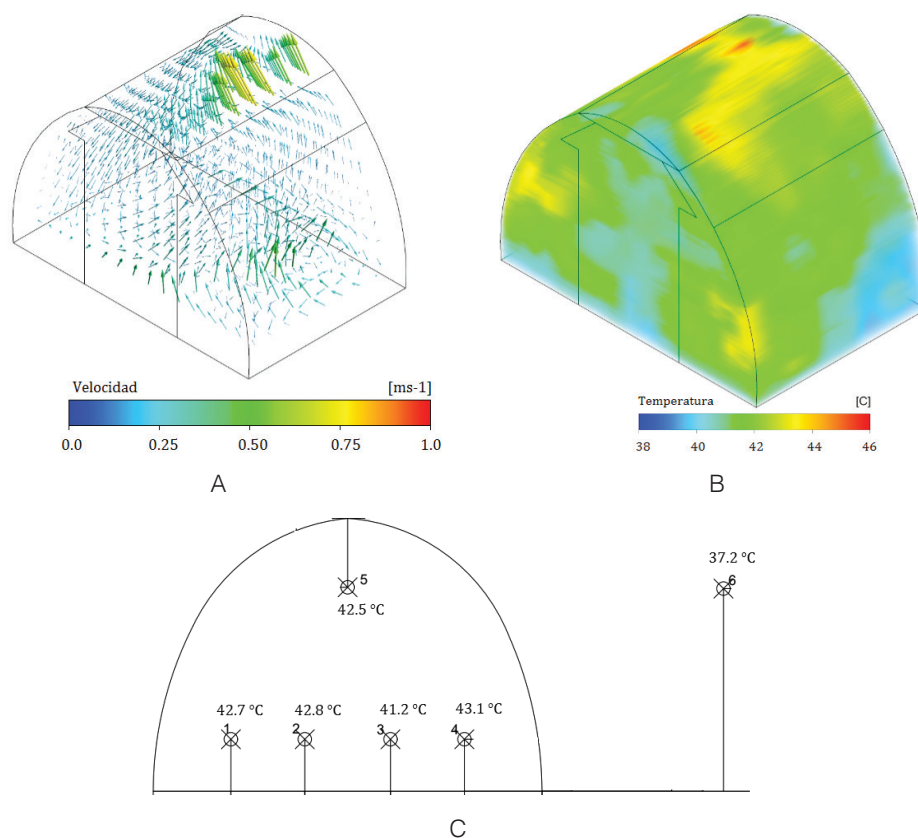 Velocidad [ms-1]
0.0 0.25 0.50 0.75 1.0
A
Temperatura [C]
38 40 42 44 46
B
37.2 °C
6
5
42.5 °C
42.7 °C 42.8 °C 41.2 °C 43.1 °C
1 2 3 4
C